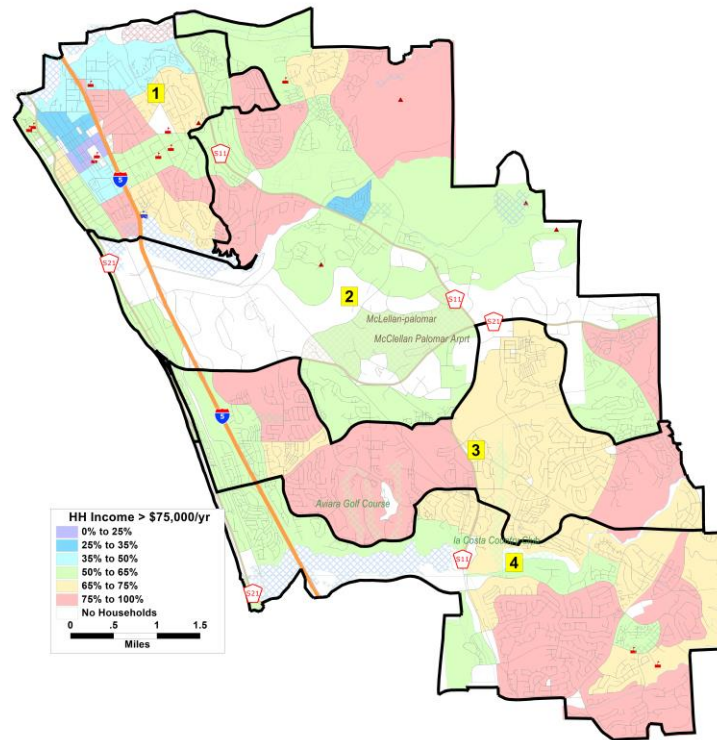 1
S11
5
S21
2
S11
McLellan-palomar
S21
McClellan Palomar Arprt
5
3
Aviara Golf Course
la Costa Country Club
S11
4
S21
HH Income > $75,000/yr
0% to 25%
25% to 35%
35% to 50%
50% to 65%
65% to 75%
75% to 100%
No Households
0 .5 1 1.5
Miles